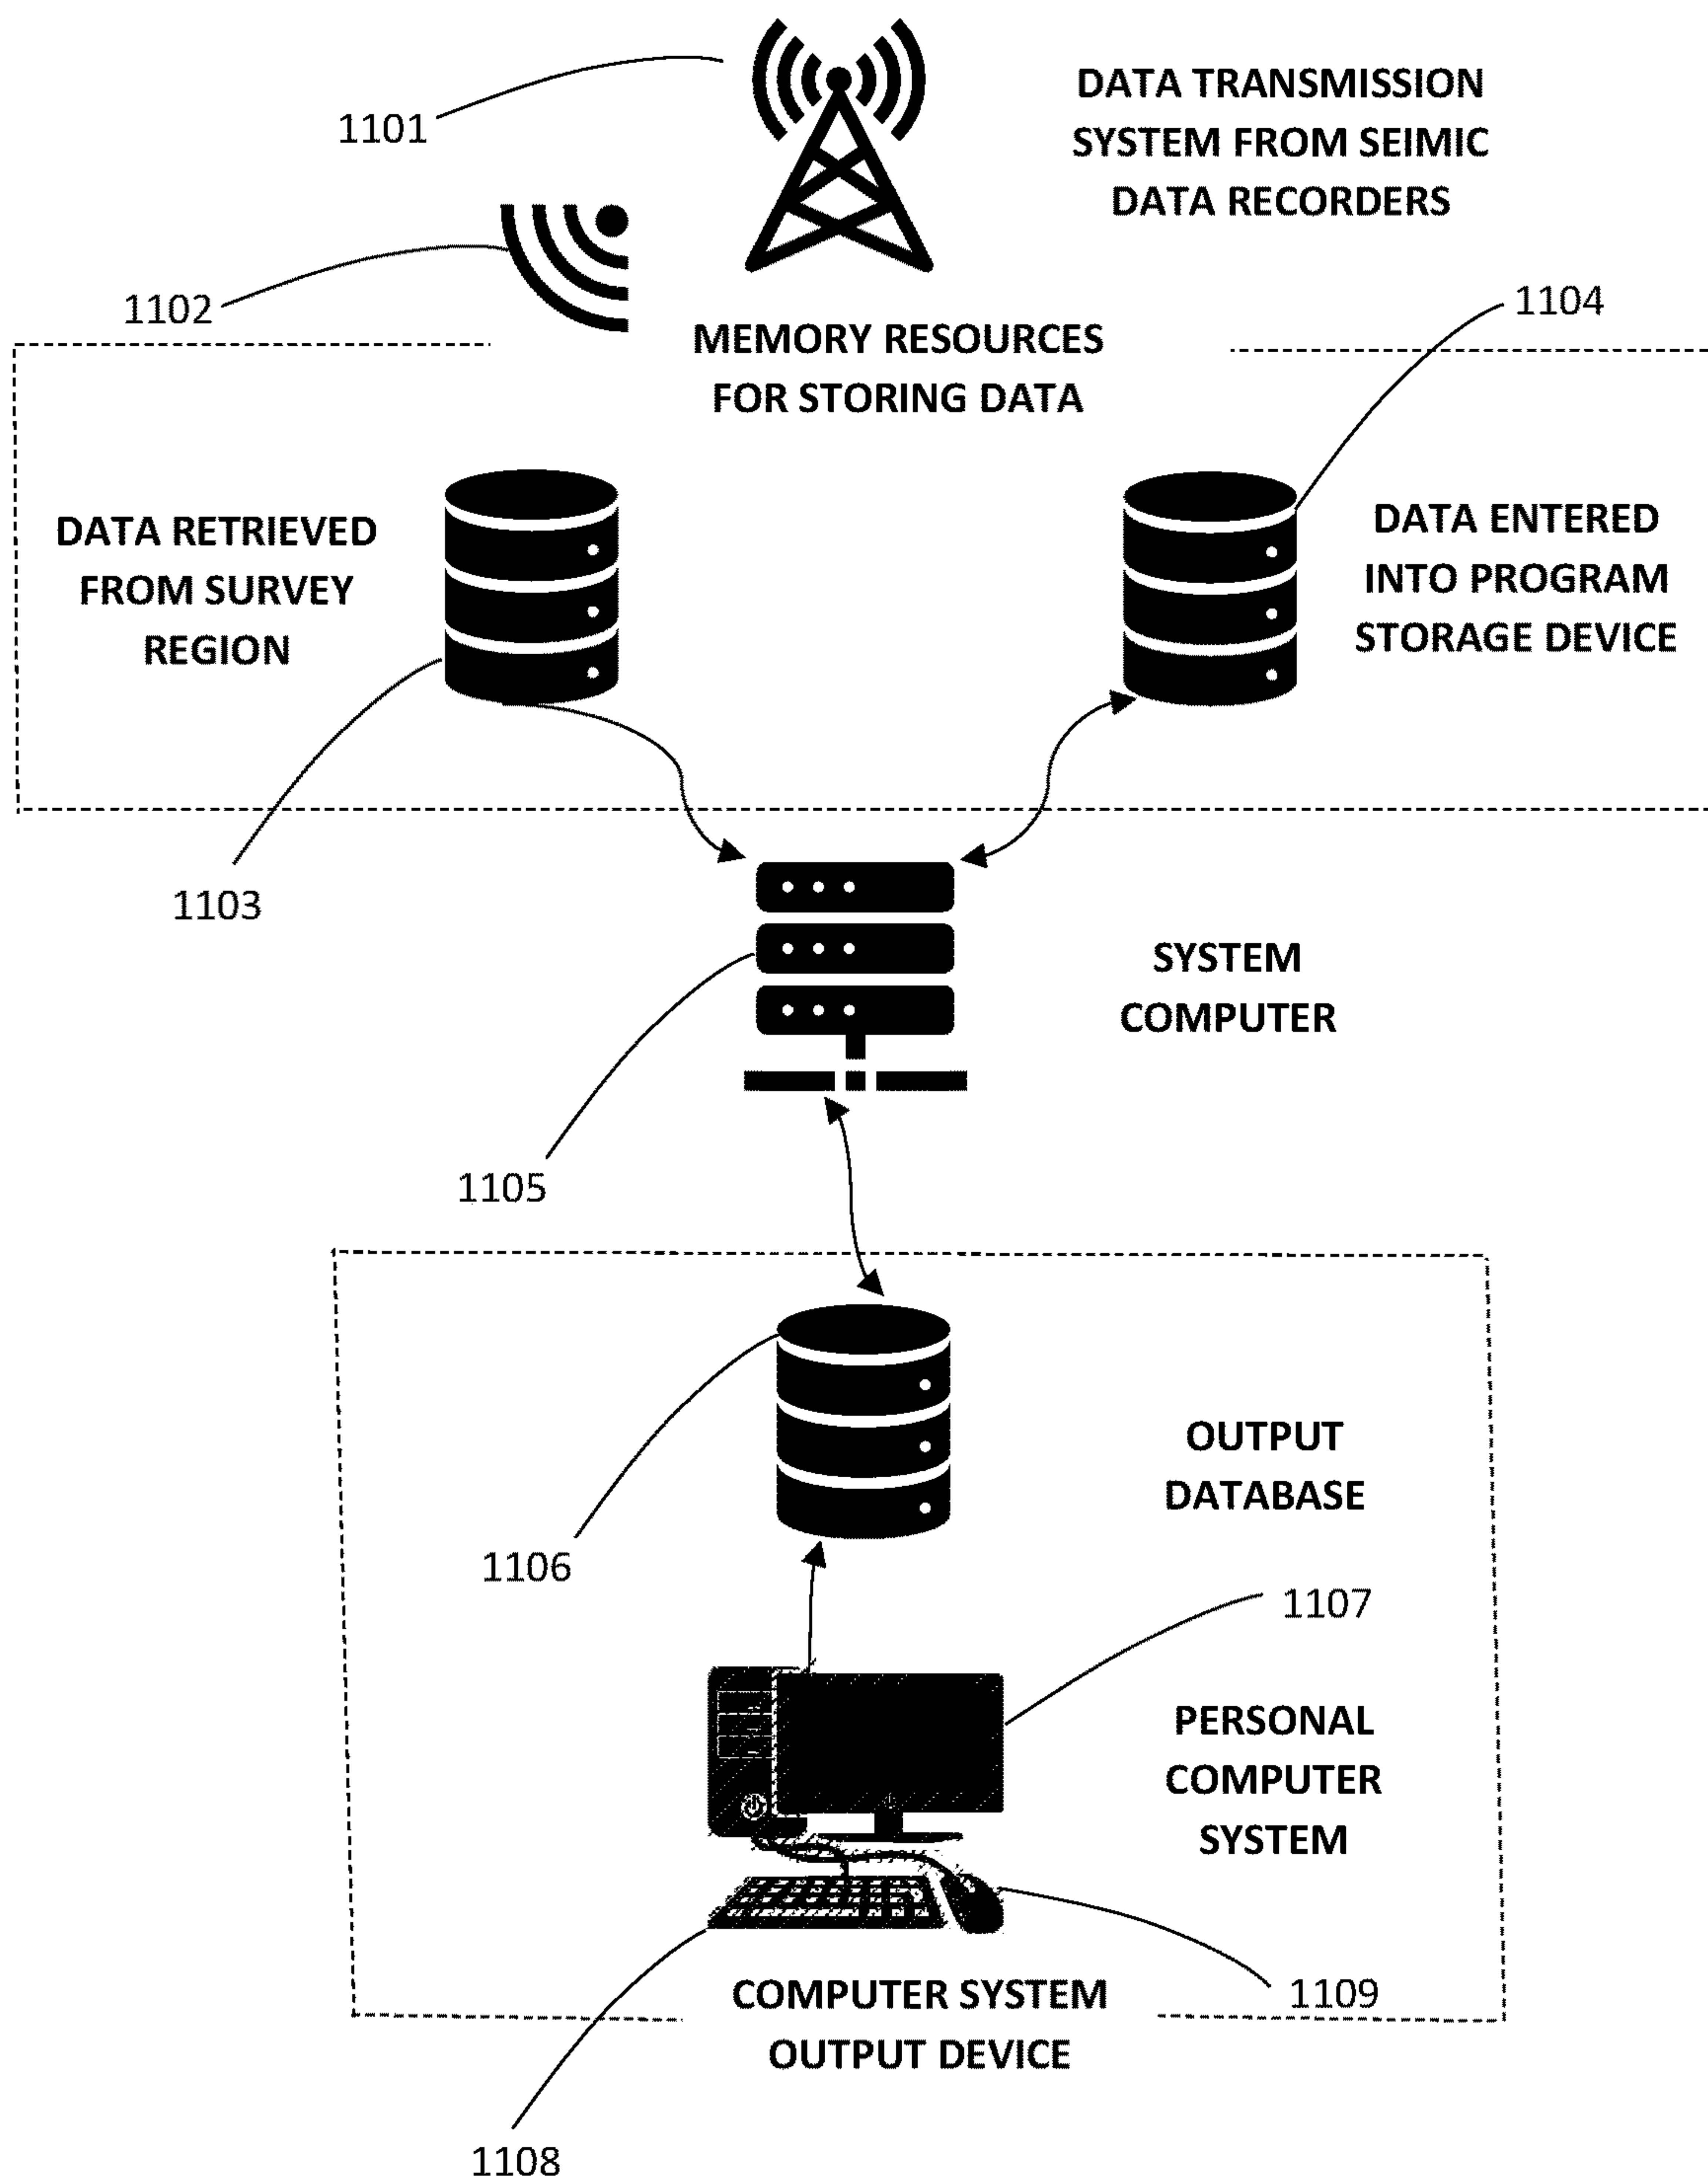 1101
DATA TRANSMISSION
SYSTEM FROM SEIMIC
DATA RECORDERS
1102
1104
MEMORY RESOURCES
FOR STORING DATA
DATA RETRIEVED
FROM SURVEY
REGION
DATA ENTERED
INTO PROGRAM
STORAGE DEVICE
1103
SYSTEM
COMPUTER
1105
OUTPUT
DATABASE
1106
1107
PERSONAL
COMPUTER
SYSTEM
1109
COMPUTER SYSTEM
OUTPUT DEVICE
1108